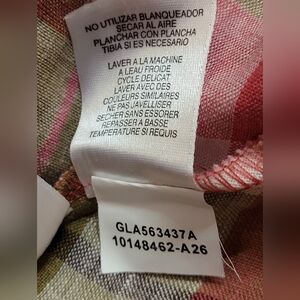 NO UTILIZAR BLANQUEADOR
SECAR AL AIRE
PLANCHAR CON PLANCHA
TIBIA SI ES NECESARIO
LAVER A LA MACHINE
A L'EAU FROIDE
CYCLE DELICAT
LAVER AVEC DES
COULEURS SIMILAIRES
NE PAS JAVELLISER
SECHER SANS ESSORER
REPASSER A BASSE
TEMPERATURE SI REQUIS
GLA563437A
10148462-A26